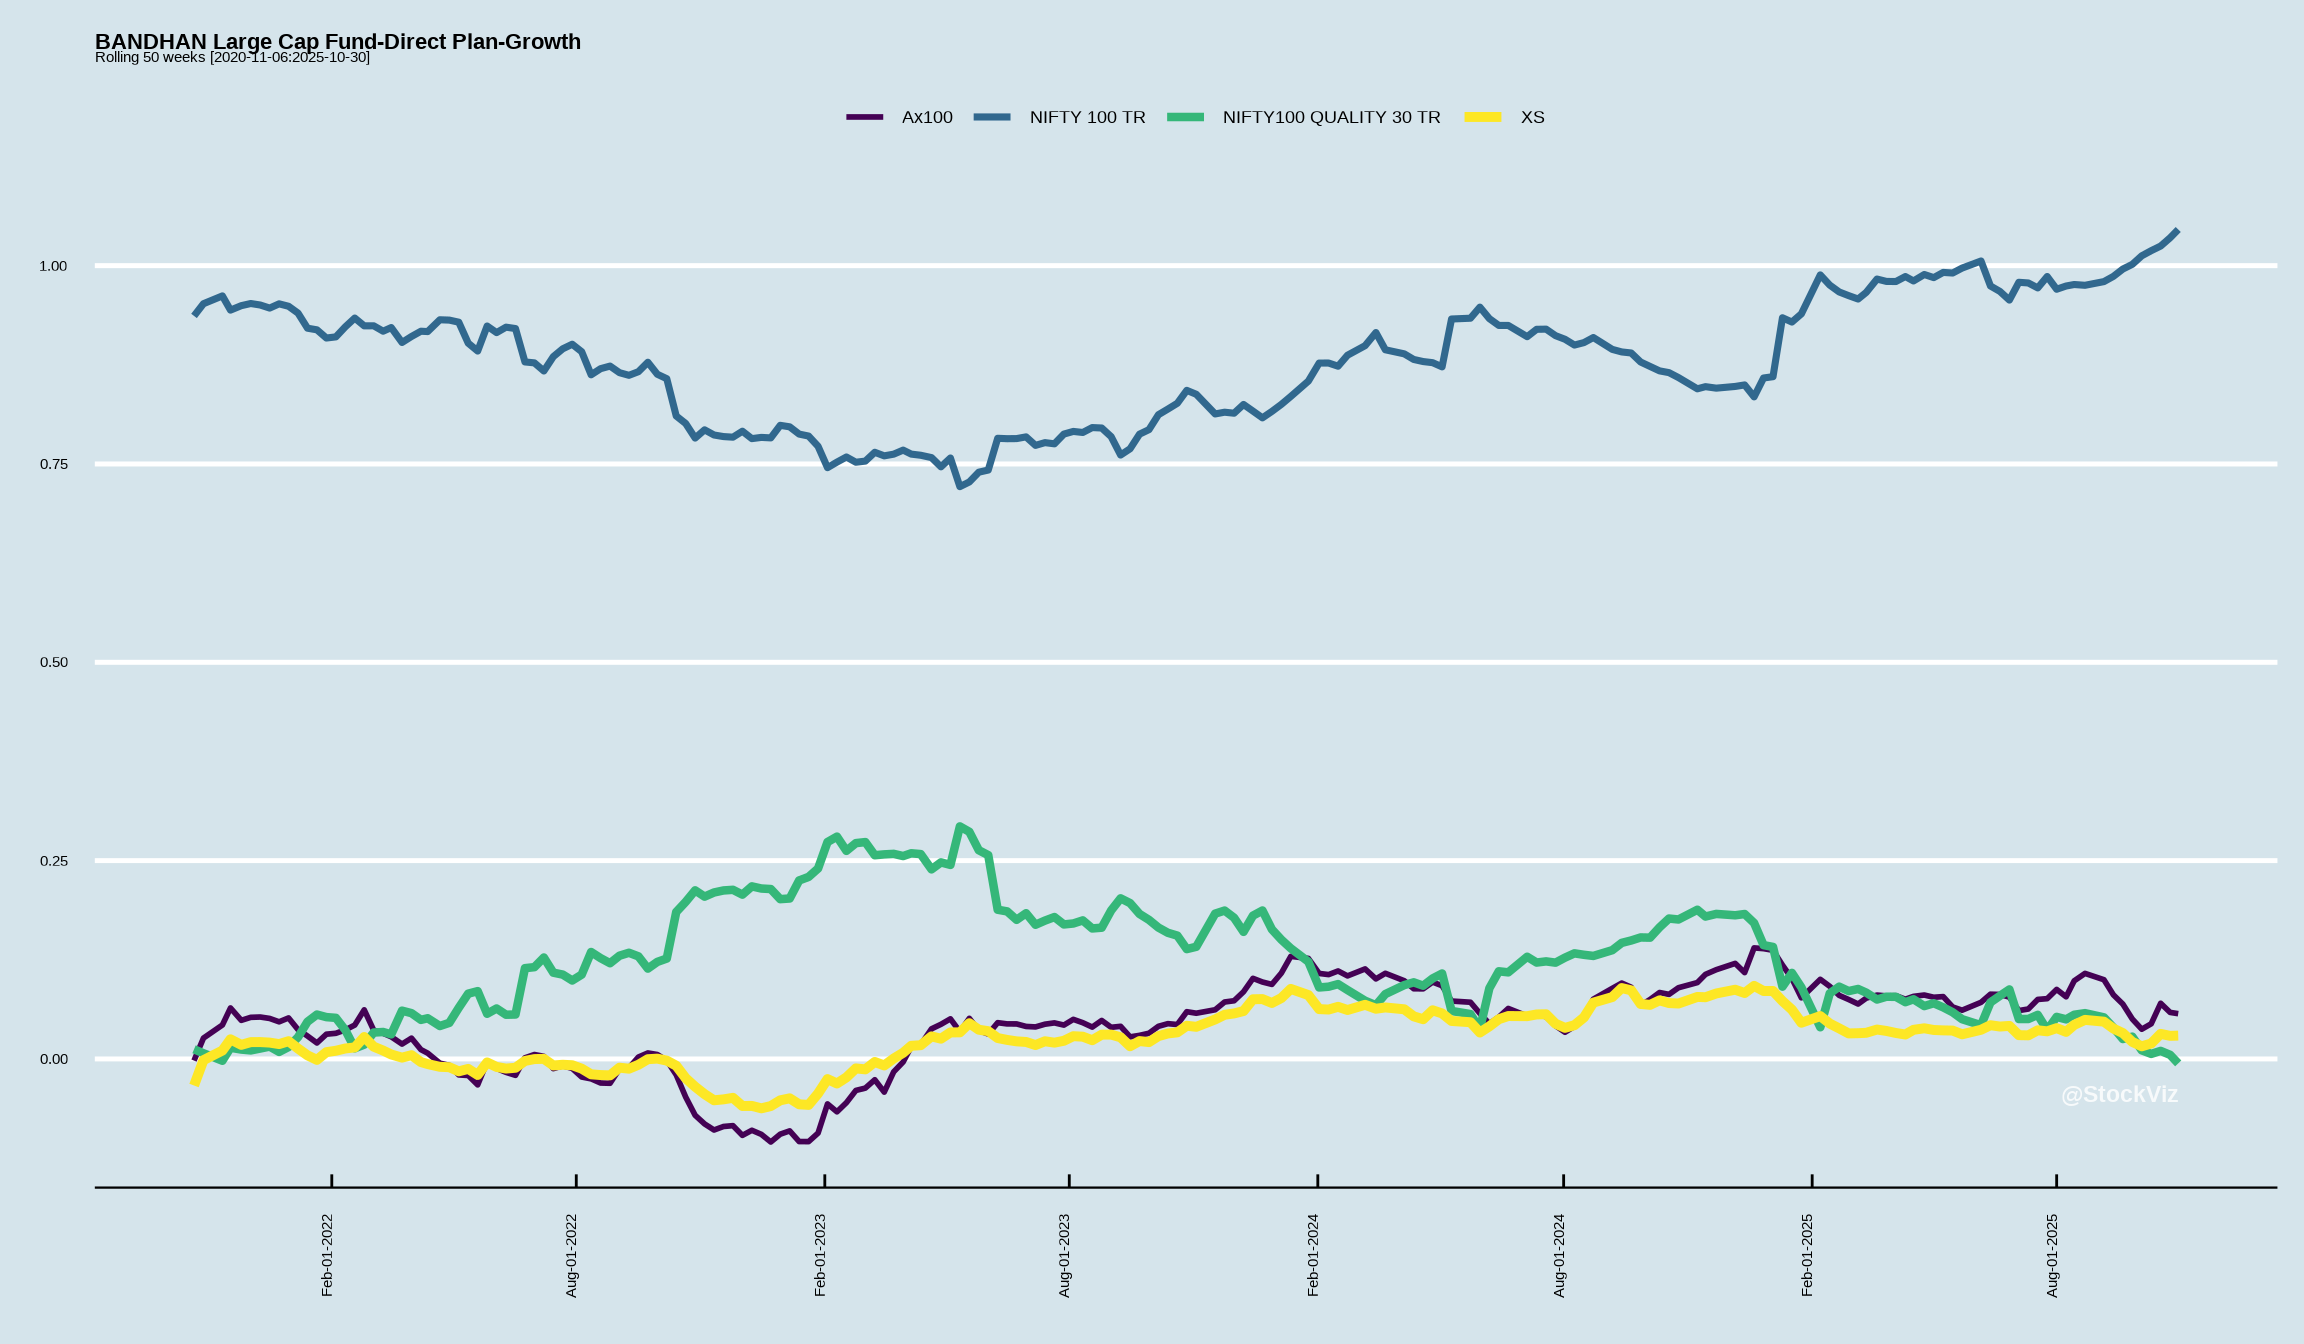 BANDHAN Large Cap Fund-Direct Plan-Growth
Rolling 50 weeks [2020-11-06:2025-10-30]
Ax100 NIFTY 100 TR NIFTY100 QUALITY 30 TR XS
1.00
0.75
0.50
0.25
0.00
@StockViz
Feb-01-2022 Aug-01-2022 Feb-01-2023 Aug-01-2023 Feb-01-2024 Aug-01-2024 Feb-01-2025 Aug-01-2025